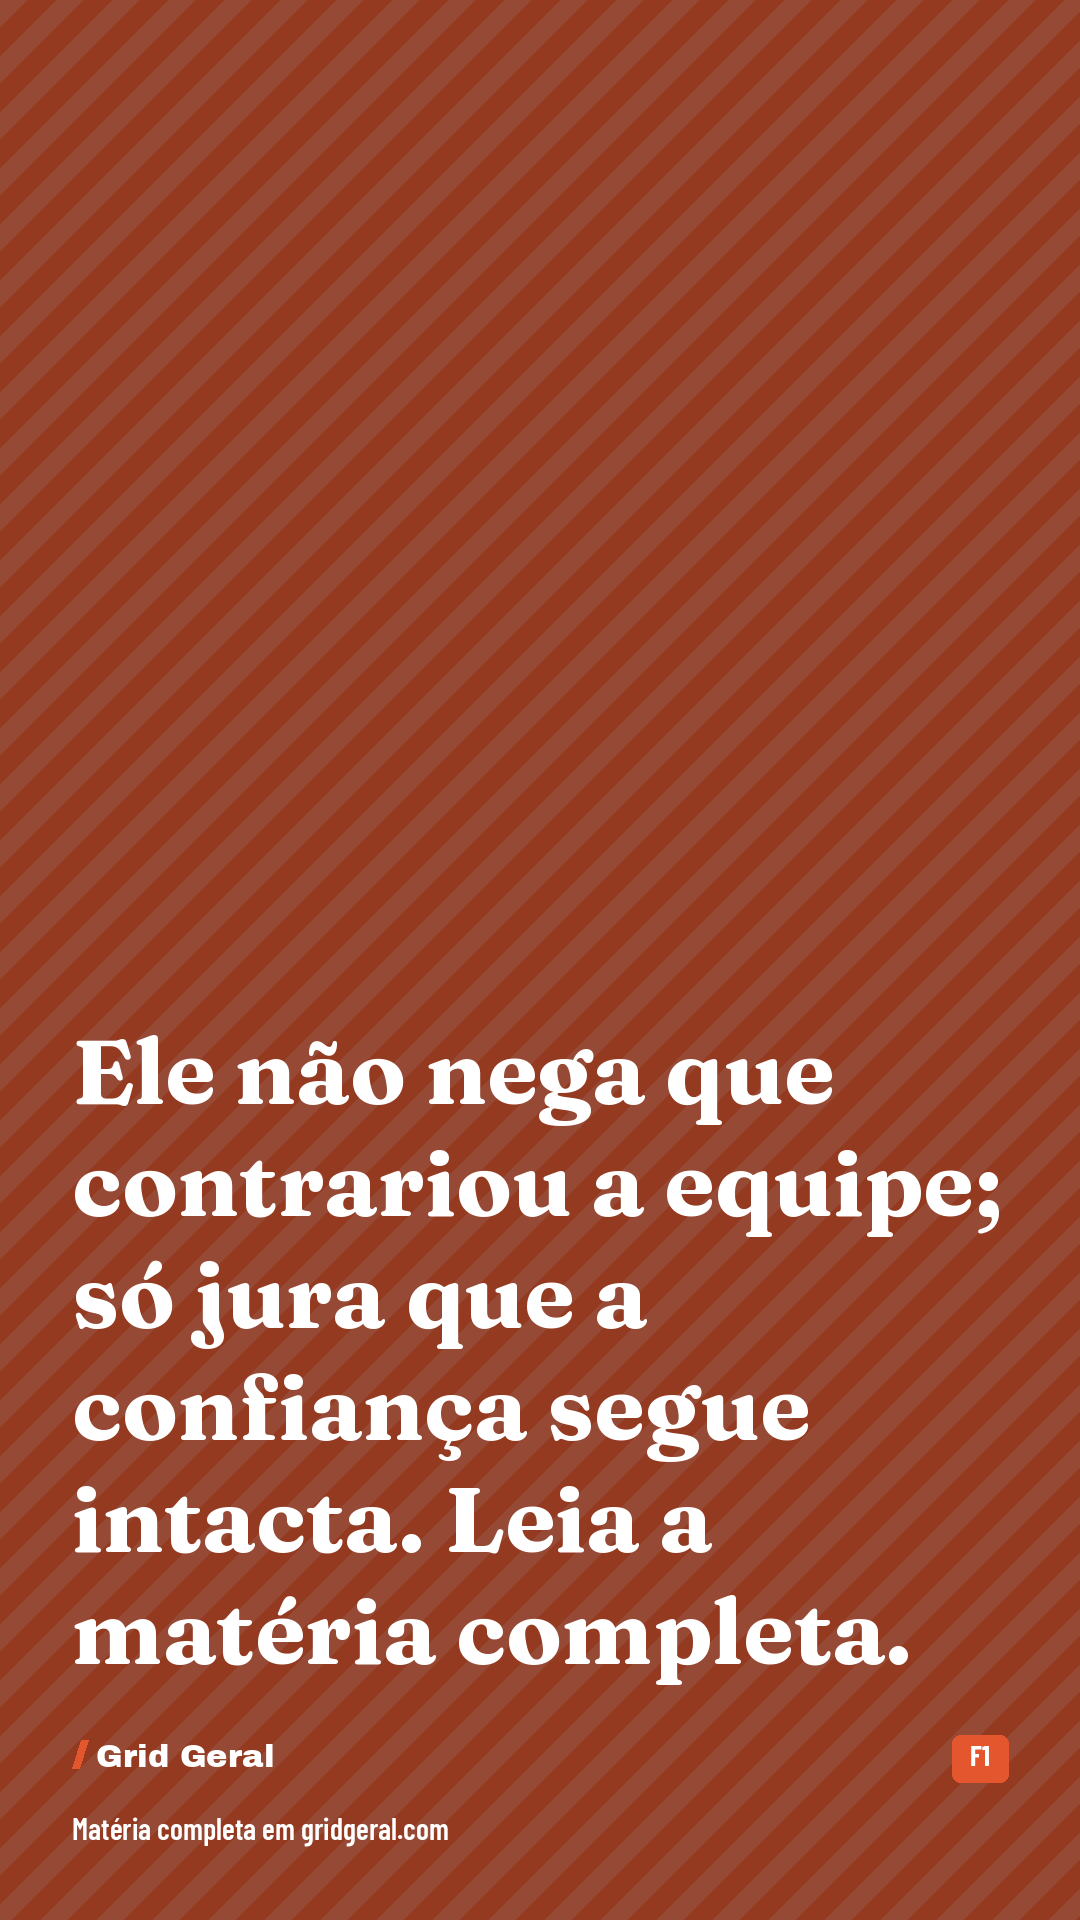 Ele não nega que
contrariou a equipe;
só jura que a
confiança segue
intacta. Leia a
matéria completa.
Grid Geral
F1
Matéria completa em gridgeral.com